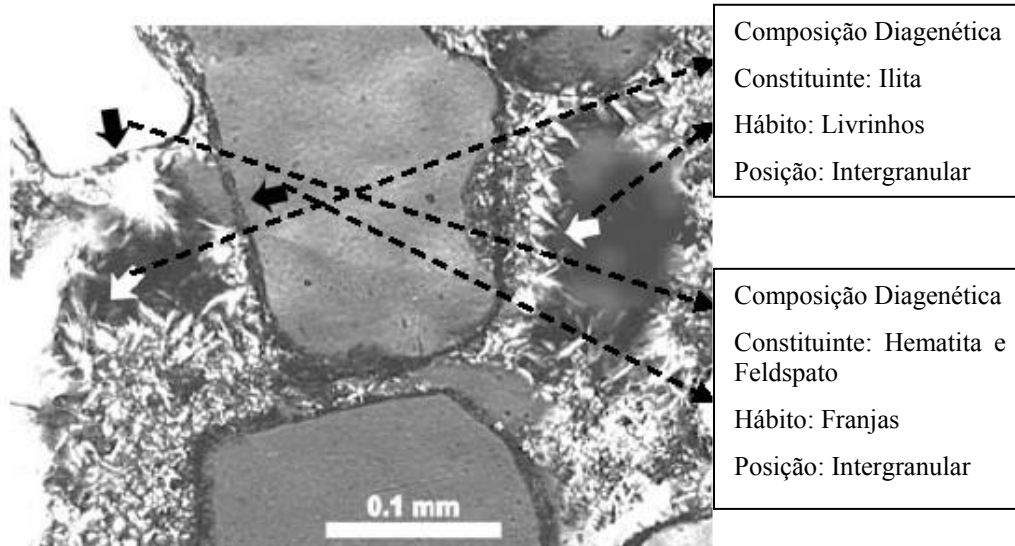 Composição Diagenética
Constituinte: Ilita
Hábito: Livrinhos
Posição: Intergranular
Composição Diagenética
Constituinte: Hematita e
Feldspato
Hábito: Franjas
Posição: Intergranular
0.1 mm